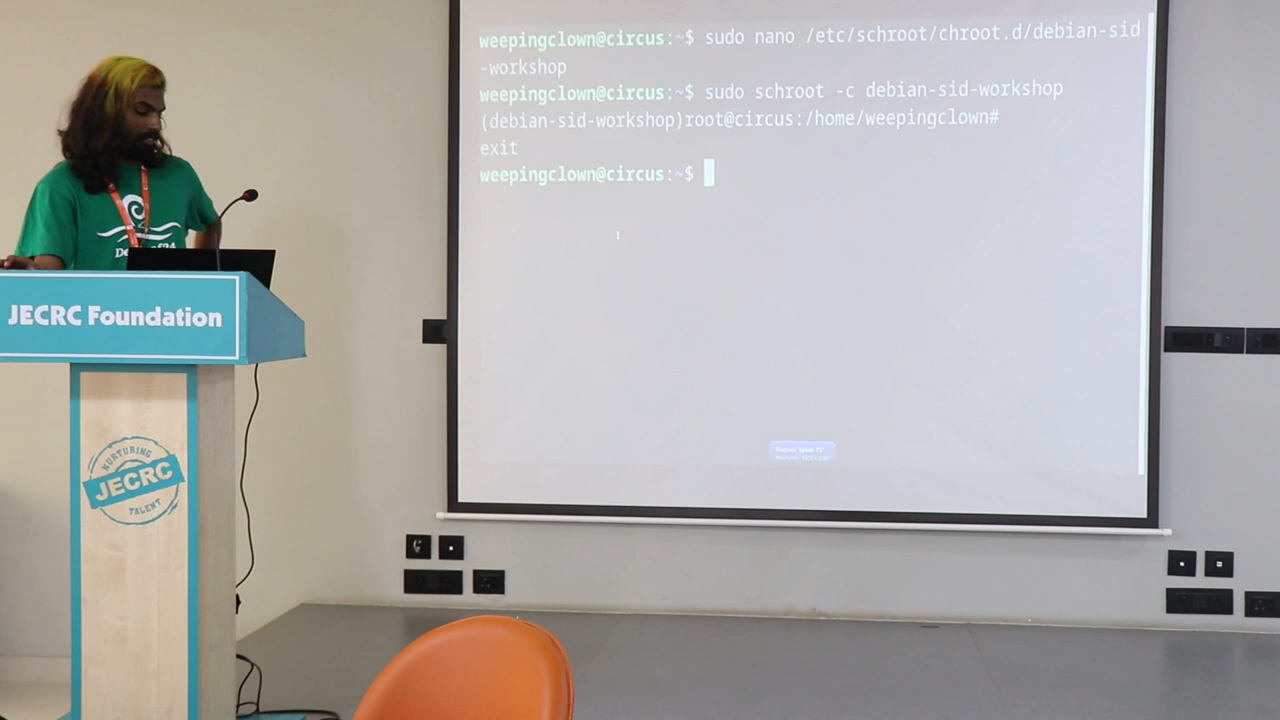 weepingclown@circus:~$ sudo nano /etc/schroot/chroot.d/debian-sid
-workshop
weepingclown@circus:~$ sudo schroot -c debian-sid-workshop
(debian-sid-workshop)root@circus:/home/weepingclown#
exit
weepingclown@circus:~$
JECRC Foundation
NURTURING
JECRC
TALENT